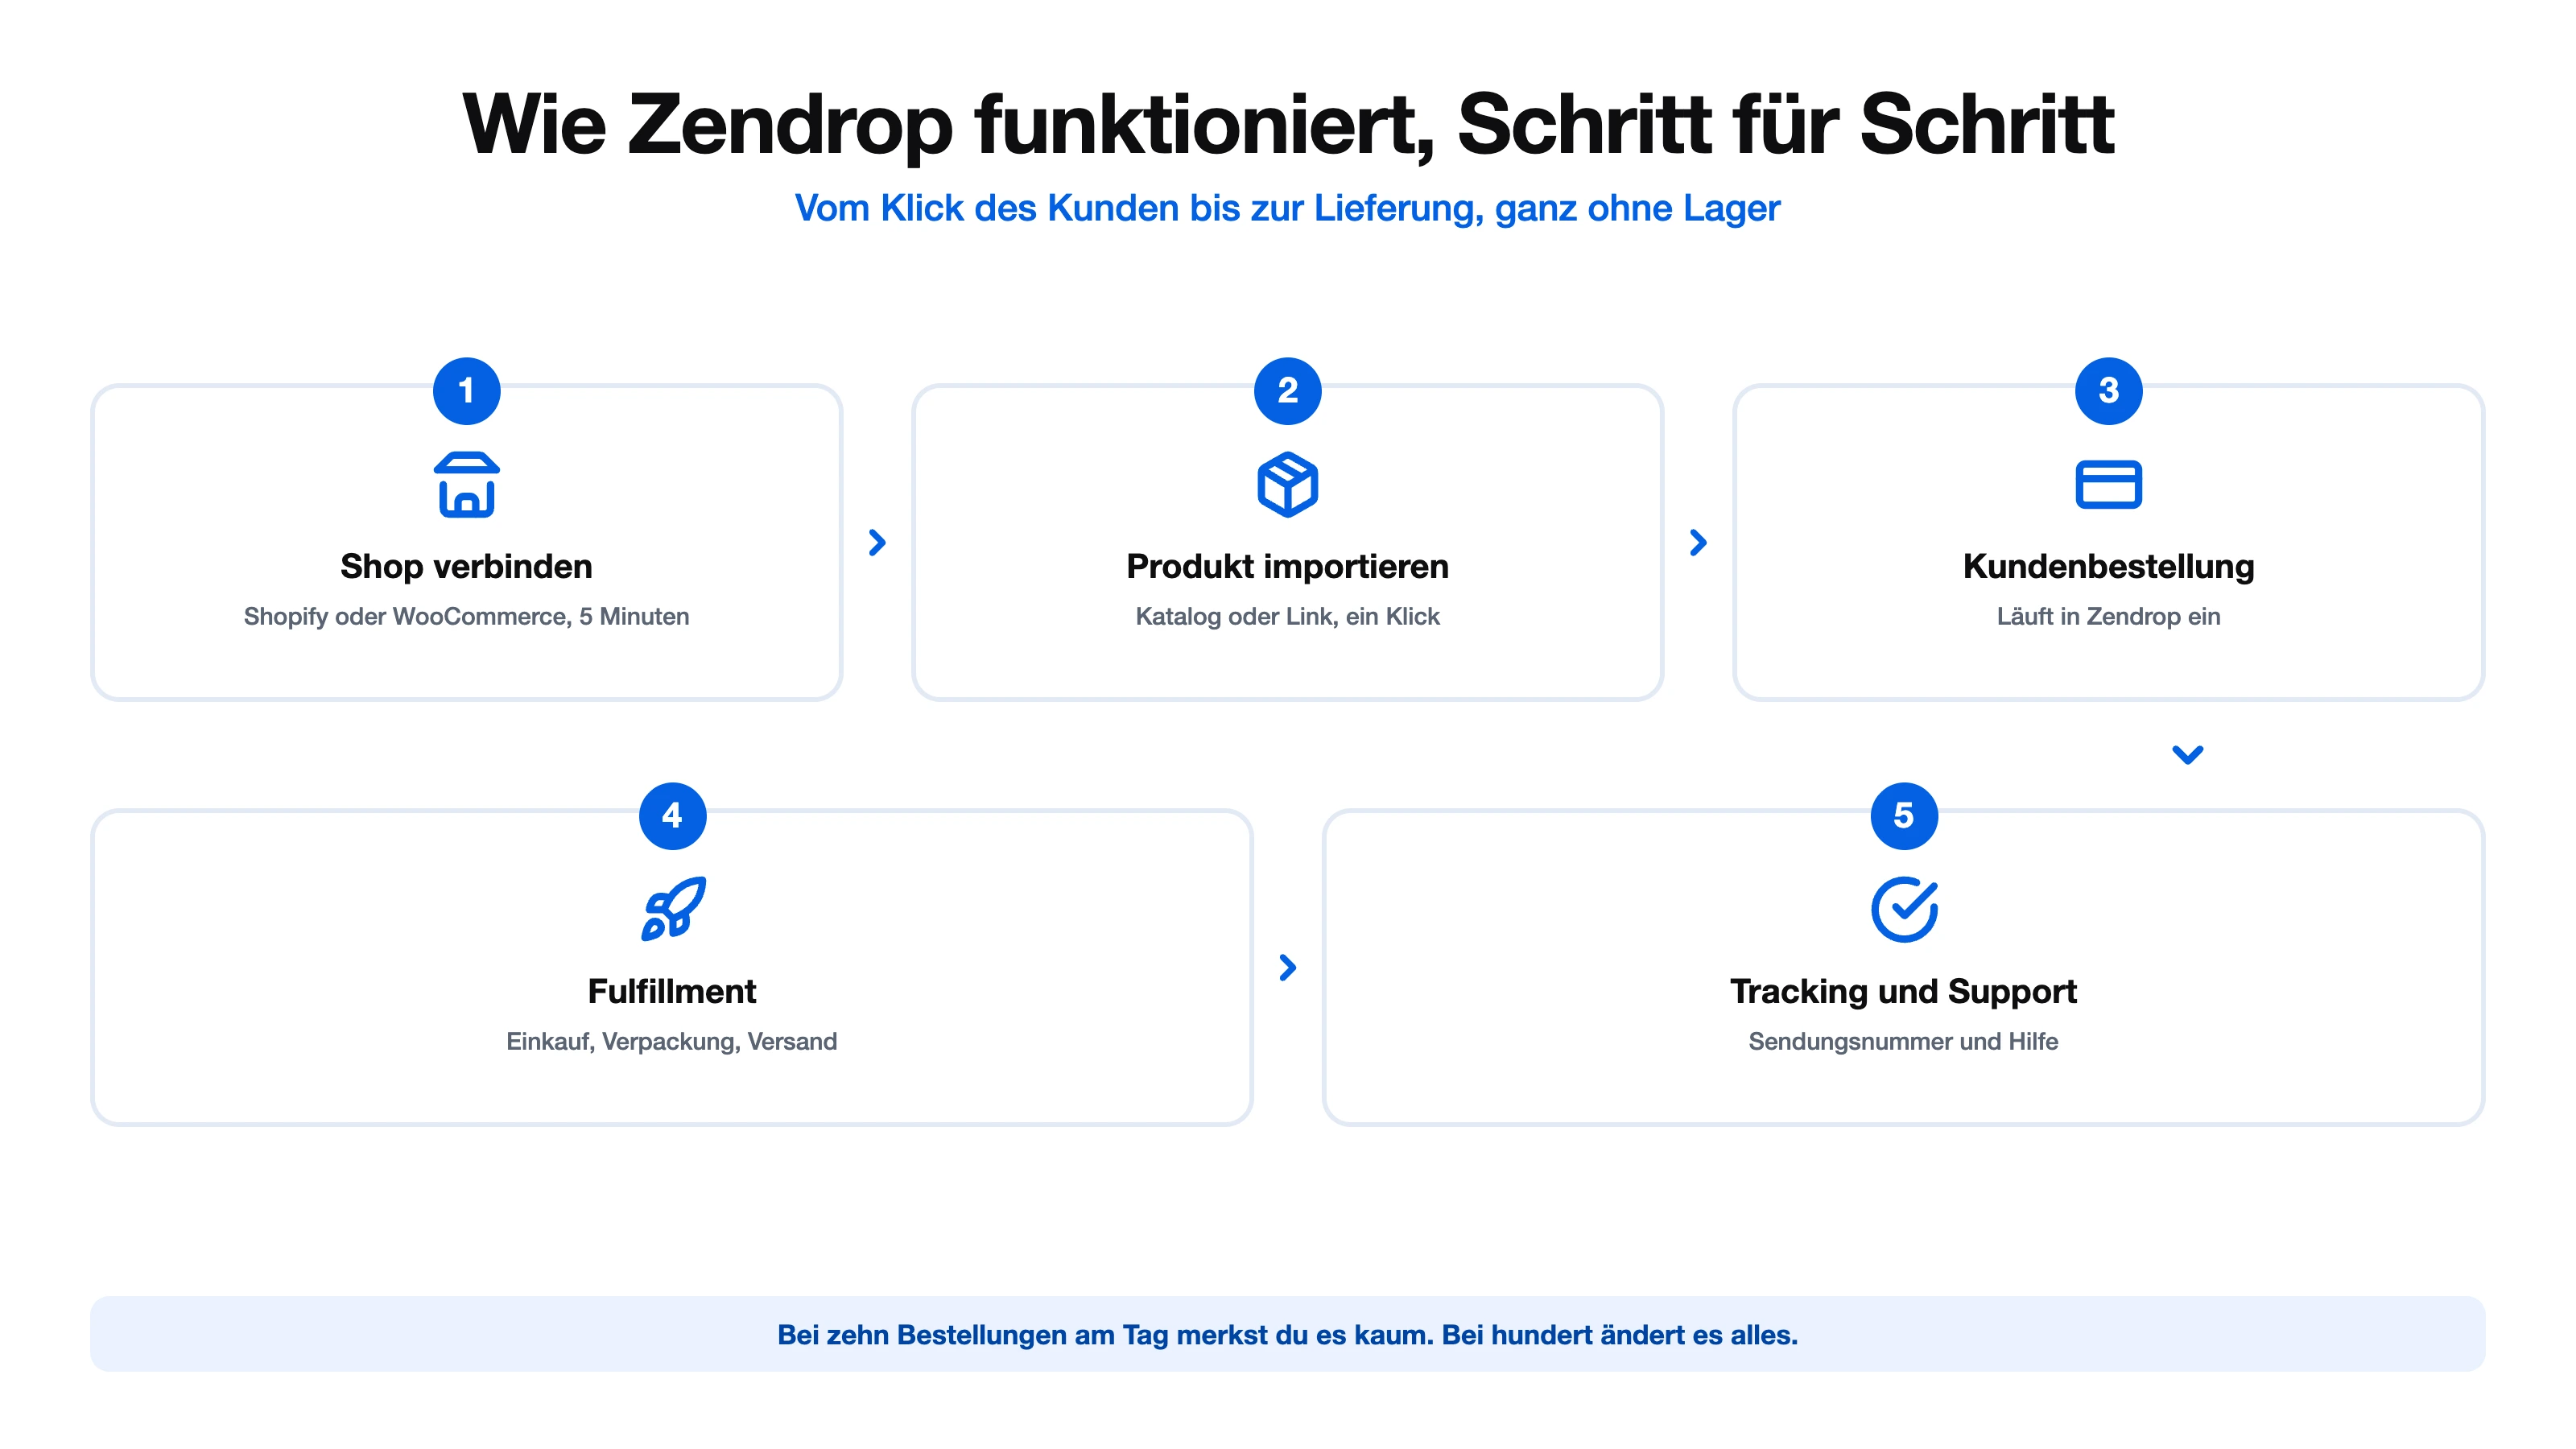 Wie Zendrop funktioniert, Schritt für Schritt
Vom Klick des Kunden bis zur Lieferung, ganz ohne Lager
1
Shop verbinden
Shopify oder WooCommerce, 5 Minuten
2
Produkt importieren
Katalog oder Link, ein Klick
3
Kundenbestellung
Läuft in Zendrop ein
4
Fulfillment
Einkauf, Verpackung, Versand
5
Tracking und Support
Sendungsnummer und Hilfe
Bei zehn Bestellungen am Tag merkst du es kaum. Bei hundert ändert es alles.